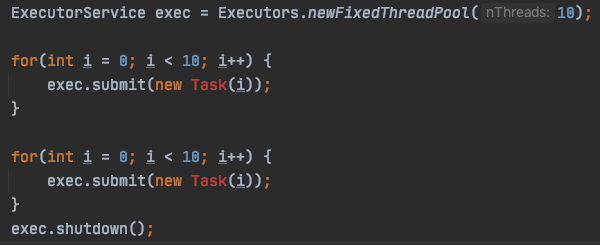 ExecutorService exec = Executors.newFixedThreadPool( nThreads: 10);
for(int i = 0; i < 10; i++) {
exec.submit(new Task(i));
}
for(int i = 0; i < 10; i++) {
exec.submit(new Task(i));
}
exec.shutdown();